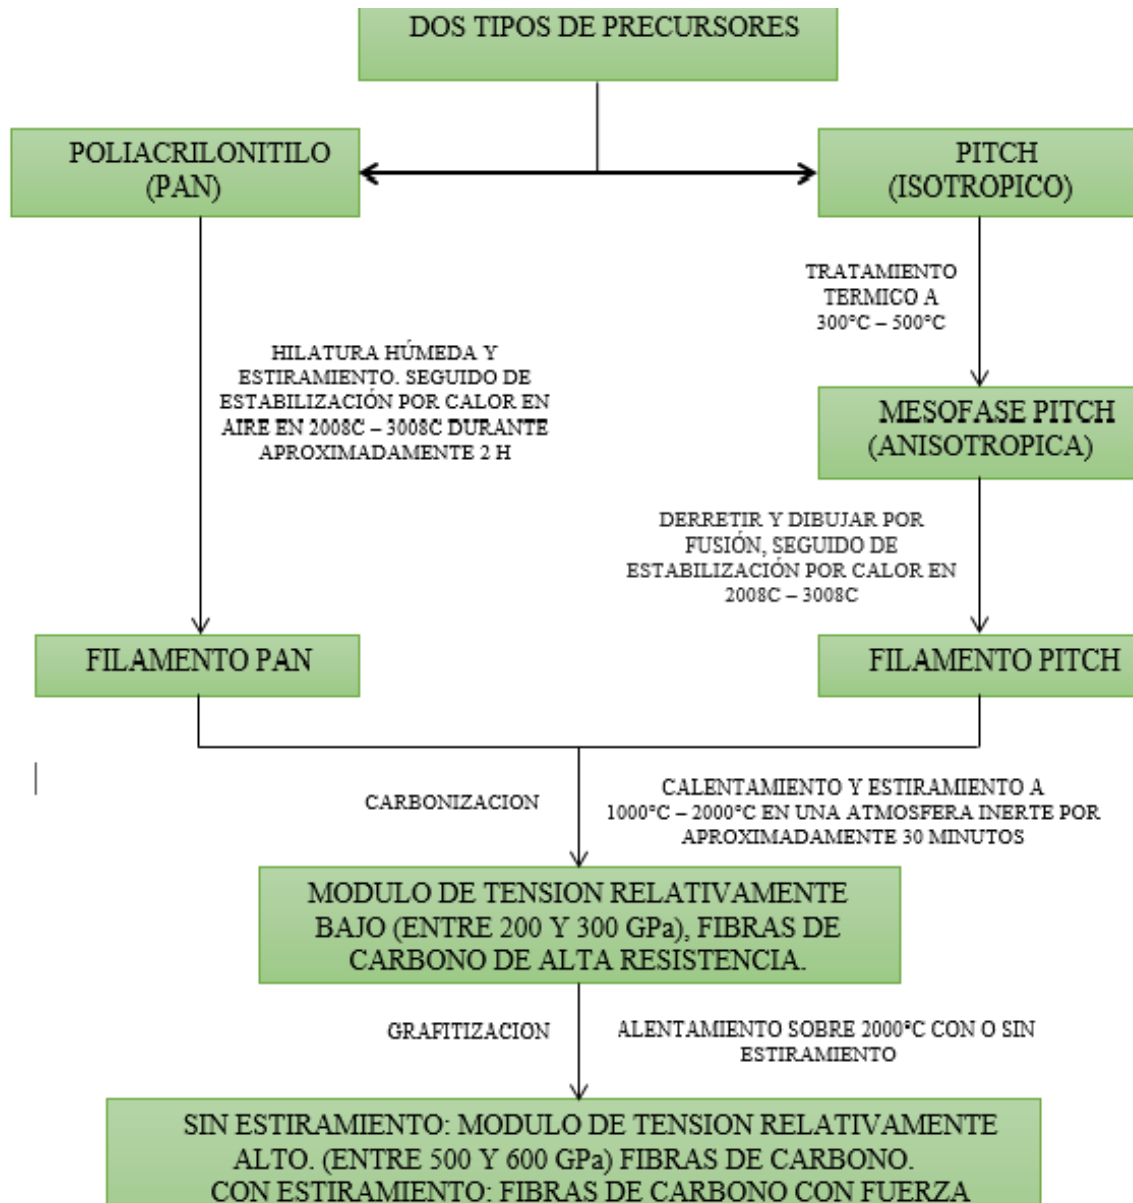 DOS TIPOS DE PRECURSORES
POLIACRILONITILO
(PAN)
PITCH
(ISOTROPICO)
TRATAMIENTO
TERMICO A
300°C – 500°C
HILATURA HÚMEDA Y
ESTIRAMIENTO. SEGUIDO DE
ESTABILIZACIÓN POR CALOR EN
AIRE EN 2008C – 3008C DURANTE
APROXIMADAMENTE 2 H
MESOFASE PITCH
(ANISOTROPICA)
DERRETIR Y DIBUJAR POR
FUSIÓN, SEGUIDO DE
ESTABILIZACIÓN POR CALOR EN
2008C – 3008C
FILAMENTO PAN
FILAMENTO PITCH
CARBONIZACION
CALENTAMIENTO Y ESTIRAMIENTO A
1000°C – 2000°C EN UNA ATMOSFERA INERTE POR
APROXIMADAMENTE 30 MINUTOS
MODULO DE TENSION RELATIVAMENTE
BAJO (ENTRE 200 Y 300 GPa), FIBRAS DE
CARBONO DE ALTA RESISTENCIA.
GRAFITIZACION
ALENTAMIENTO SOBRE 2000°C CON O SIN
ESTIRAMIENTO
SIN ESTIRAMIENTO: MODULO DE TENSION RELATIVAMENTE
ALTO. (ENTRE 500 Y 600 GPa) FIBRAS DE CARBONO.
CON ESTIRAMIENTO: FIBRAS DE CARBONO CON FUERZA